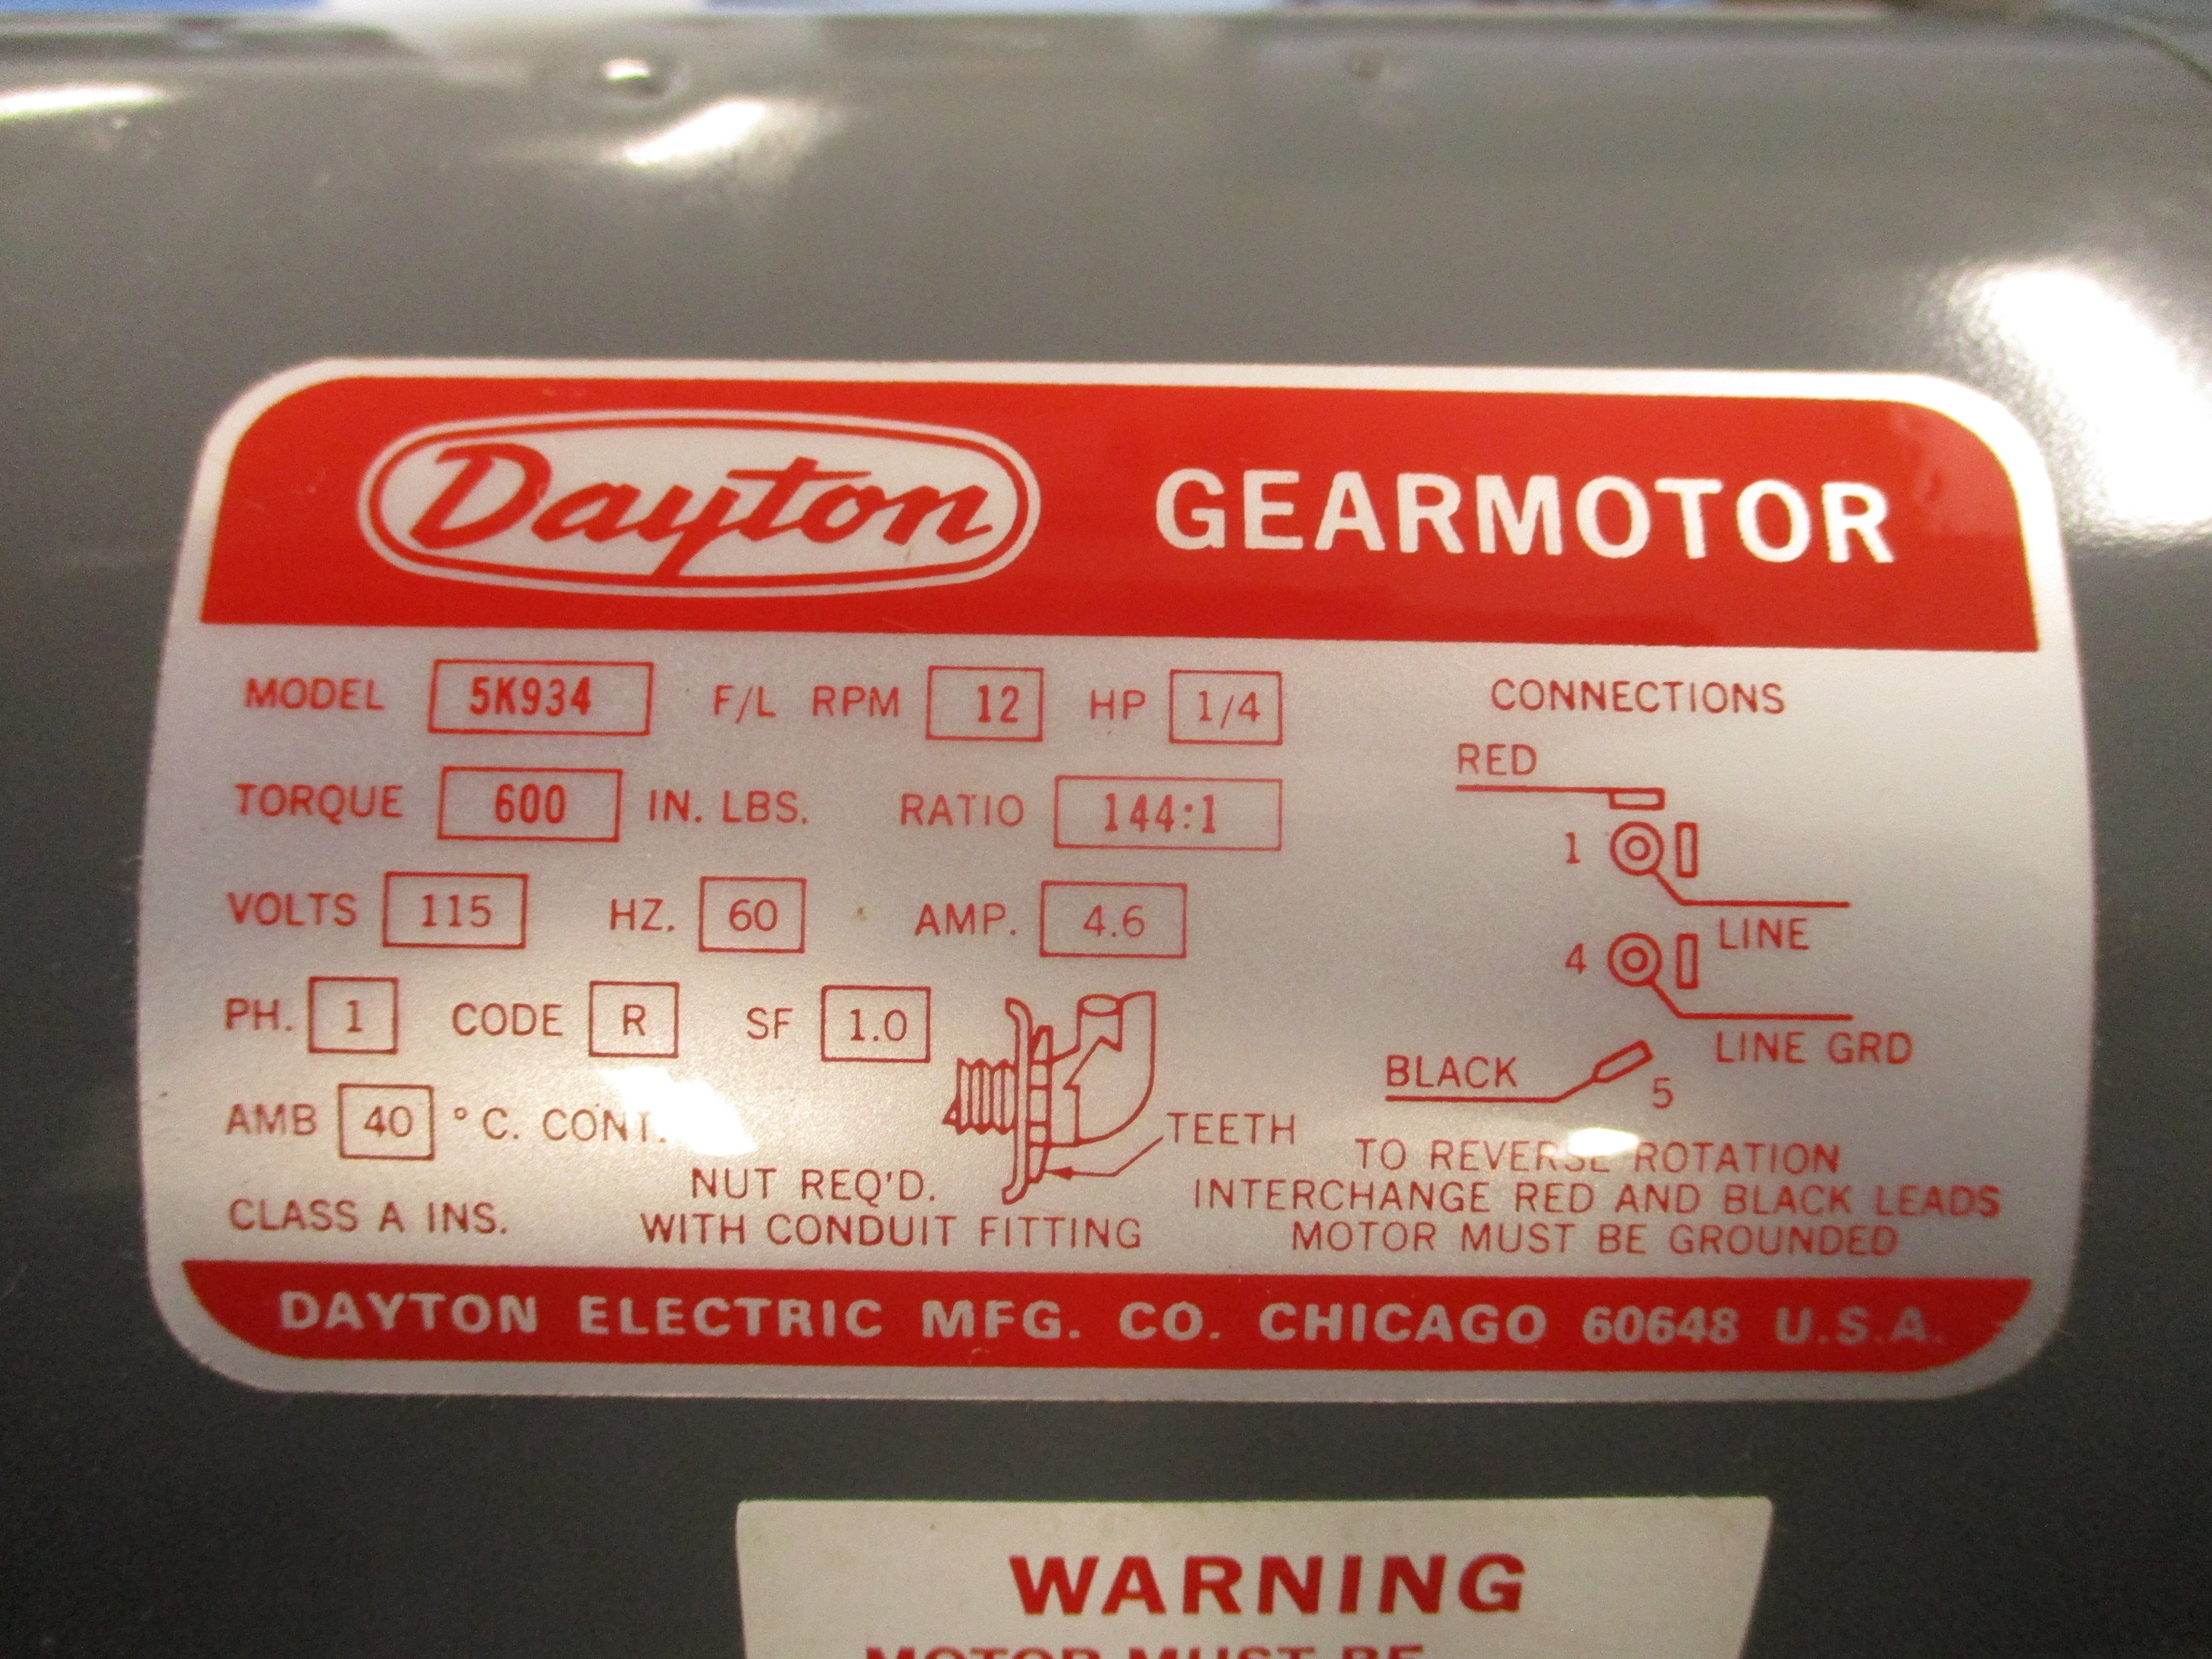 Dayton GEARMOTOR
MODEL 5K934 F/L RPM 12 HP 1/4
TORQUE 600 IN. LBS. RATIO 144:1
VOLTS 115 HZ. 60 AMP. 4.6
PH. 1 CODE R SF 1.0
AMB 40 °C. CONT.
CLASS A INS.
NUT REQ'D.
WITH CONDUIT FITTING
TEETH
CONNECTIONS
RED
1
LINE
4
LINE GRD
BLACK
5
TO REVERSE ROTATION
INTERCHANGE RED AND BLACK LEADS
MOTOR MUST BE GROUNDED
DAYTON ELECTRIC MFG. CO. CHICAGO 60648 U.S.A.
WARNING
MOTOR MUST BE